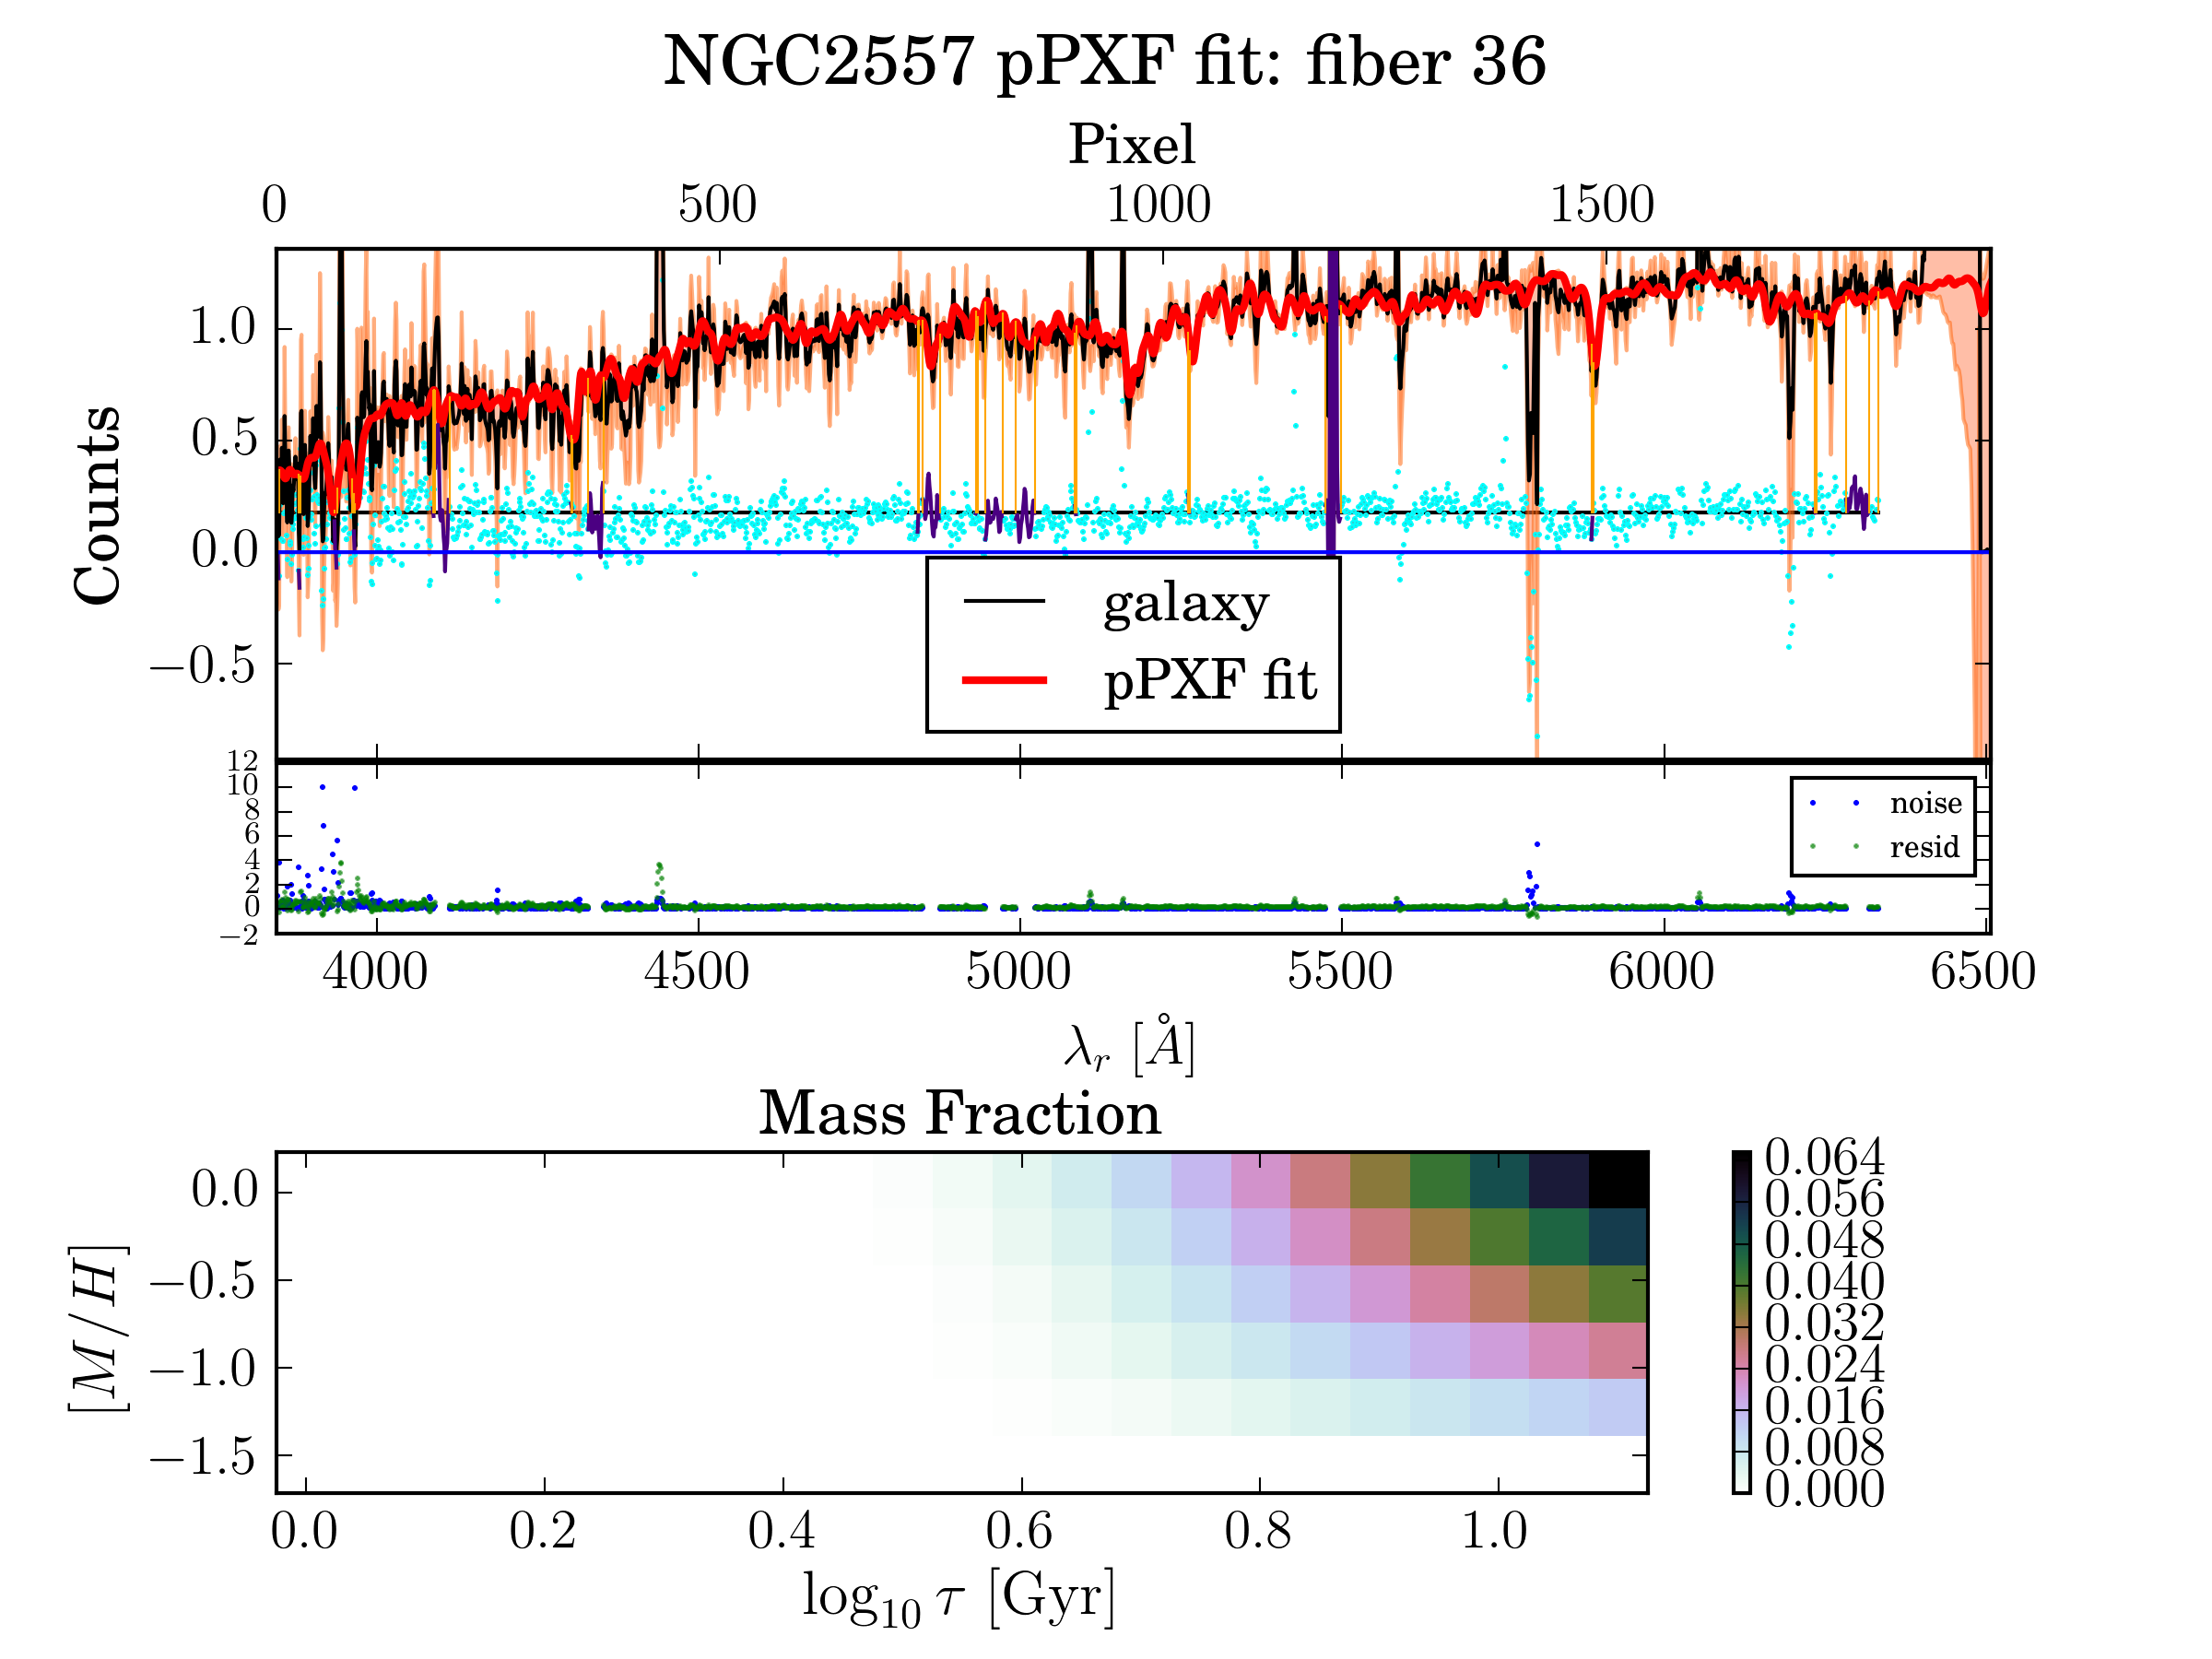 NGC2557 pPXF fit: fiber 36
Pixel
0 500 1000 1500
Counts
1.0
0.5
0.0
−0.5
galaxy
pPXF fit
12
10
8
6
4
2
0
−2
noise
resid
4000 4500 5000 5500 6000 6500
λr [Å]
Mass Fraction
[M/H]
0.0
−0.5
−1.0
−1.5
0.0 0.2 0.4 0.6 0.8 1.0
log10 τ [Gyr]
0.064
0.056
0.048
0.040
0.032
0.024
0.016
0.008
0.000